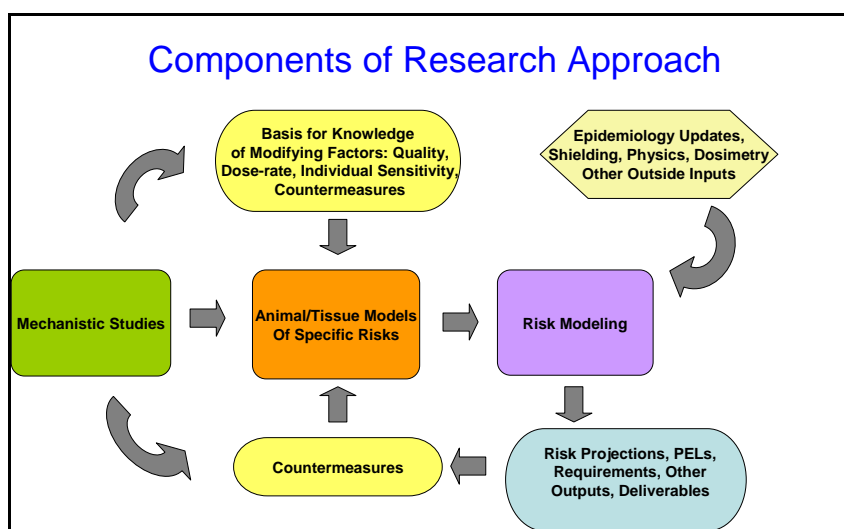 Components of Research Approach
Basis for Knowledge
of Modifying Factors: Quality,
Dose-rate, Individual Sensitivity,
Countermeasures
Epidemiology Updates,
Shielding, Physics, Dosimetry
Other Outside Inputs
Mechanistic Studies
Animal/Tissue Models
Of Specific Risks
Risk Modeling
Countermeasures
Risk Projections, PELs,
Requirements, Other
Outputs, Deliverables